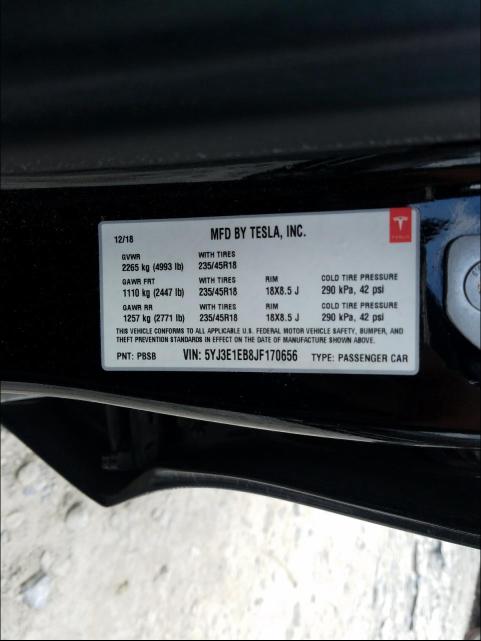 12/18 MFD BY TESLA, INC.
TESLA
GVWR WITH TIRES
2265 kg (4993 lb) 235/45R18
GAWR FRT WITH TIRES RIM COLD TIRE PRESSURE
1110 kg (2447 lb) 235/45R18 18X8.5 J 290 kPa, 42 psi
GAWR RR WITH TIRES RIM COLD TIRE PRESSURE
1257 kg (2771 lb) 235/45R18 18X8.5 J 290 kPa, 42 psi
THIS VEHICLE CONFORMS TO ALL APPLICABLE U.S. FEDERAL MOTOR VEHICLE SAFETY, BUMPER, AND
THEFT PREVENTION STANDARDS IN EFFECT ON THE DATE OF MANUFACTURE SHOWN ABOVE.
PNT: PBSB VIN: 5YJ3E1EB8JF170656 TYPE: PASSENGER CAR